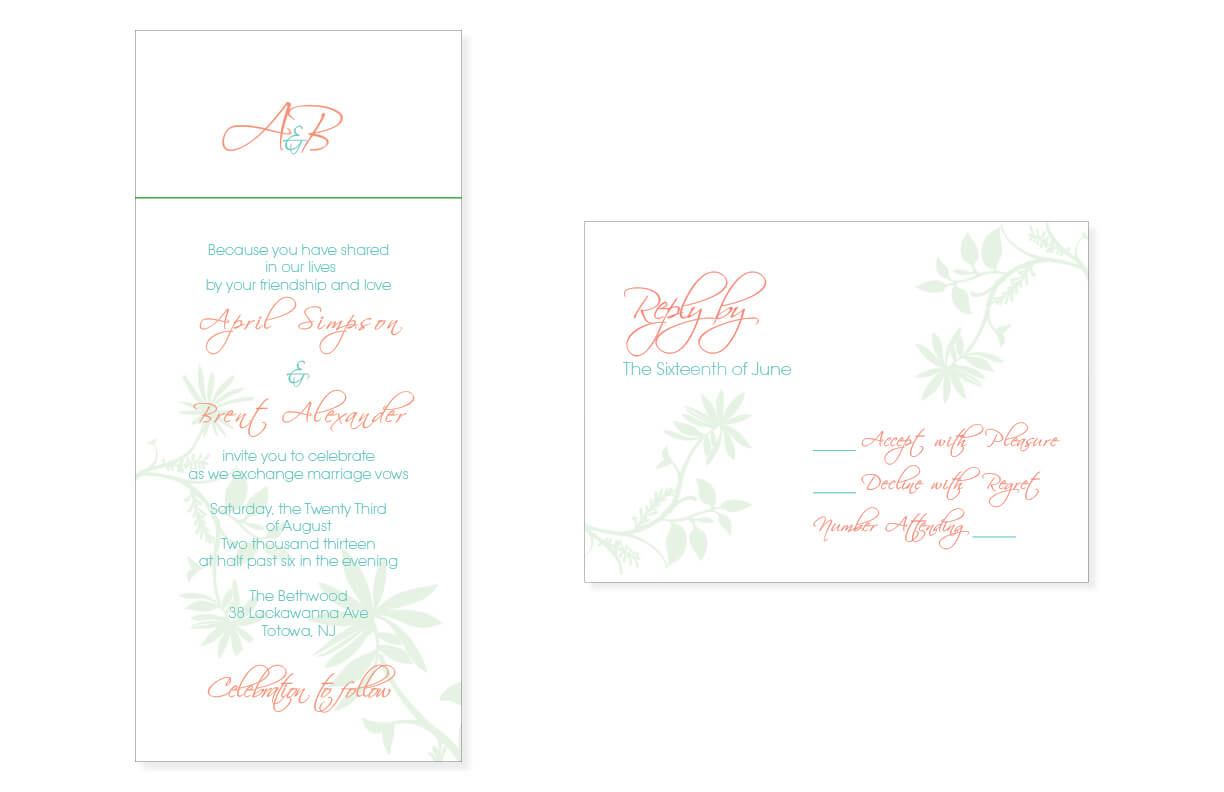 A&B
Because you have shared
in our lives
by your friendship and love
April Simpson
&
Brent Alexander
invite you to celebrate
as we exchange marriage vows
Saturday, the Twenty Third
of August
Two thousand thirteen
at half past six in the evening
The Bethwood
38 Lackawanna Ave
Totowa, NJ
Celebration to follow
Reply by
The Sixteenth of June
____ Accept with Pleasure
____ Decline with Regret
Number Attending ____